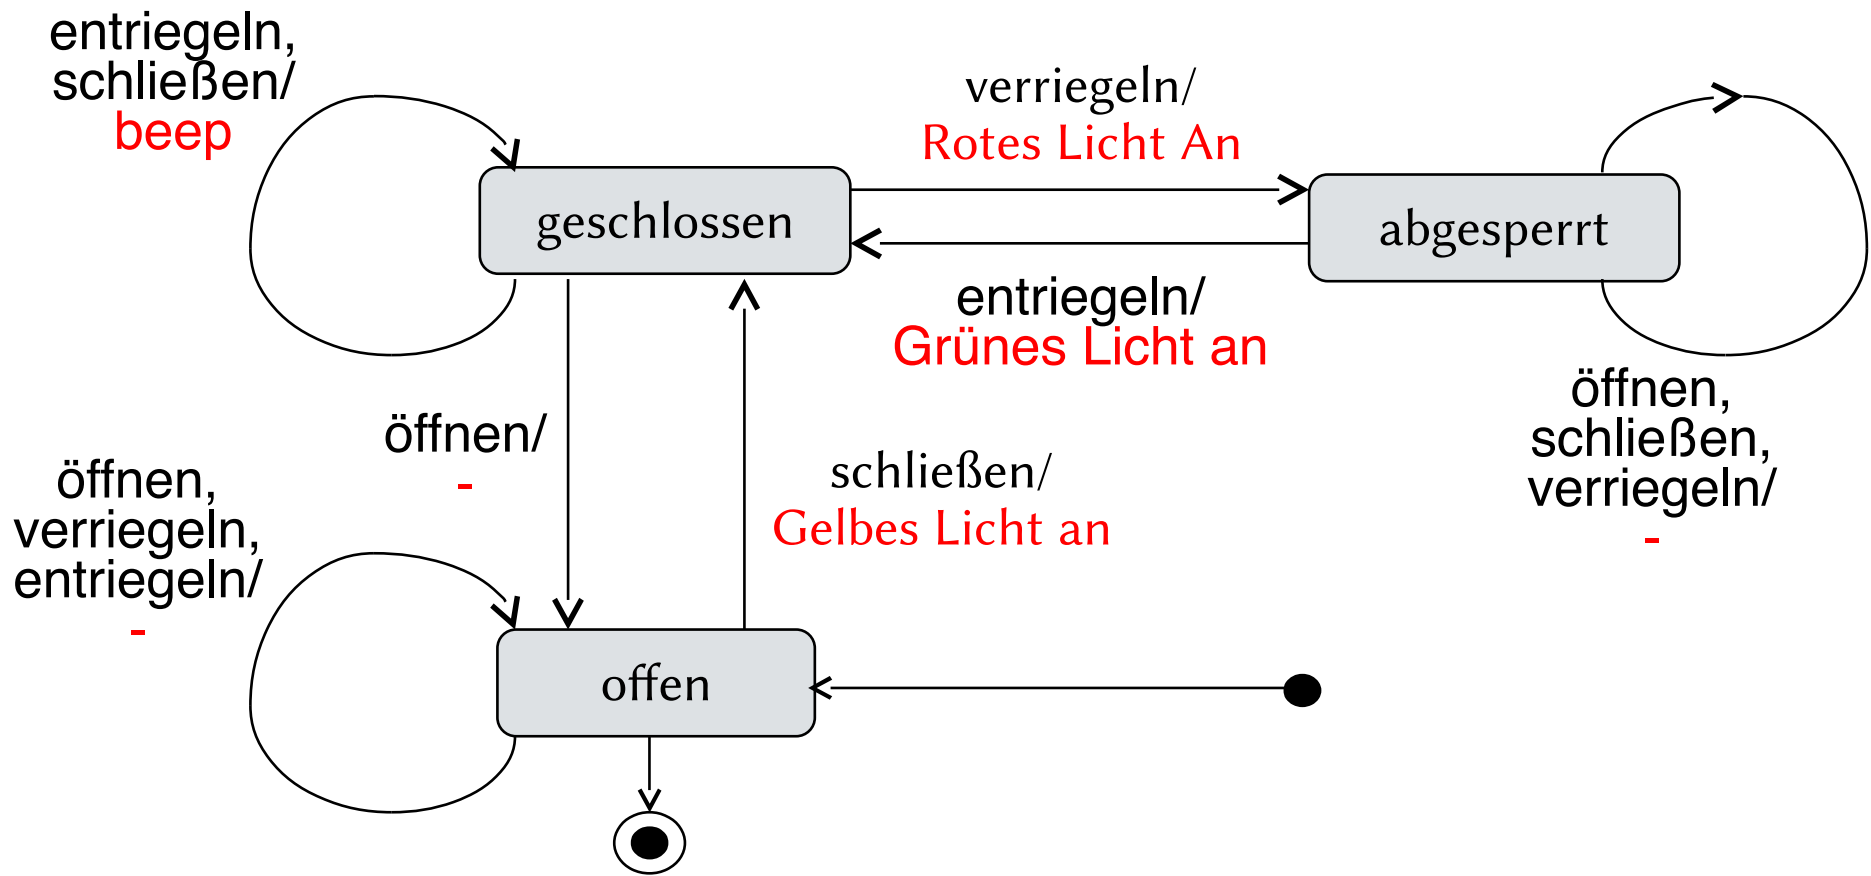 entriegeln,
schließen/
beep
verriegeln/
Rotes Licht An
geschlossen
abgesperrt
entriegeln/
Grünes Licht an
öffnen/
-
öffnen,
schließen,
verriegeln/
-
öffnen,
verriegeln,
entriegeln/
-
schließen/
Gelbes Licht an
offen